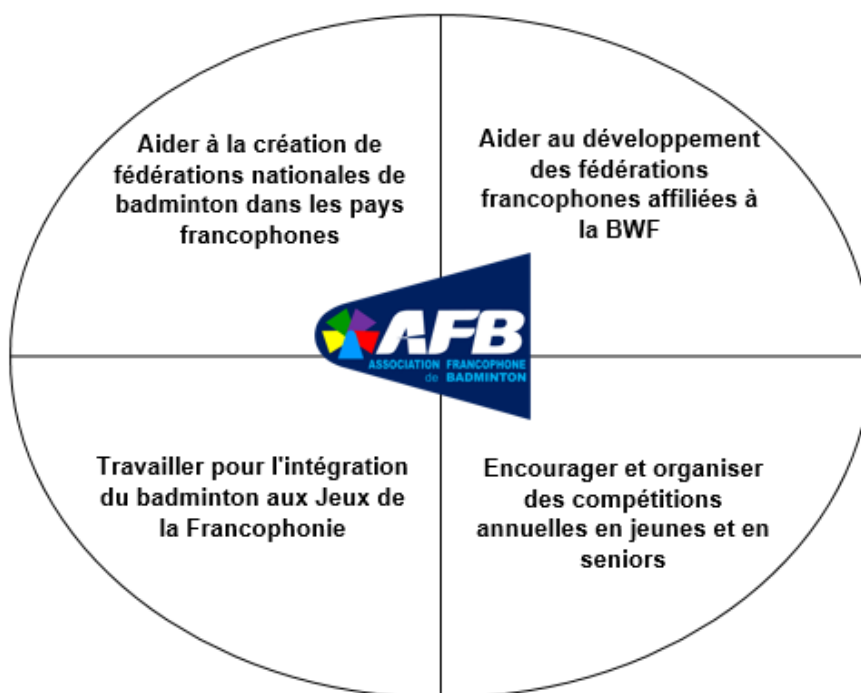 Aider à la création de
fédérations nationales de
badminton dans les pays
francophones
Aider au développement
des fédérations
francophones affiliées à
la BWF
AFB
ASSOCIATION FRANCOPHONE
de BADMINTON
Travailler pour l'intégration
du badminton aux Jeux de
la Francophonie
Encourager et organiser
des compétitions
annuelles en jeunes et en
seniors